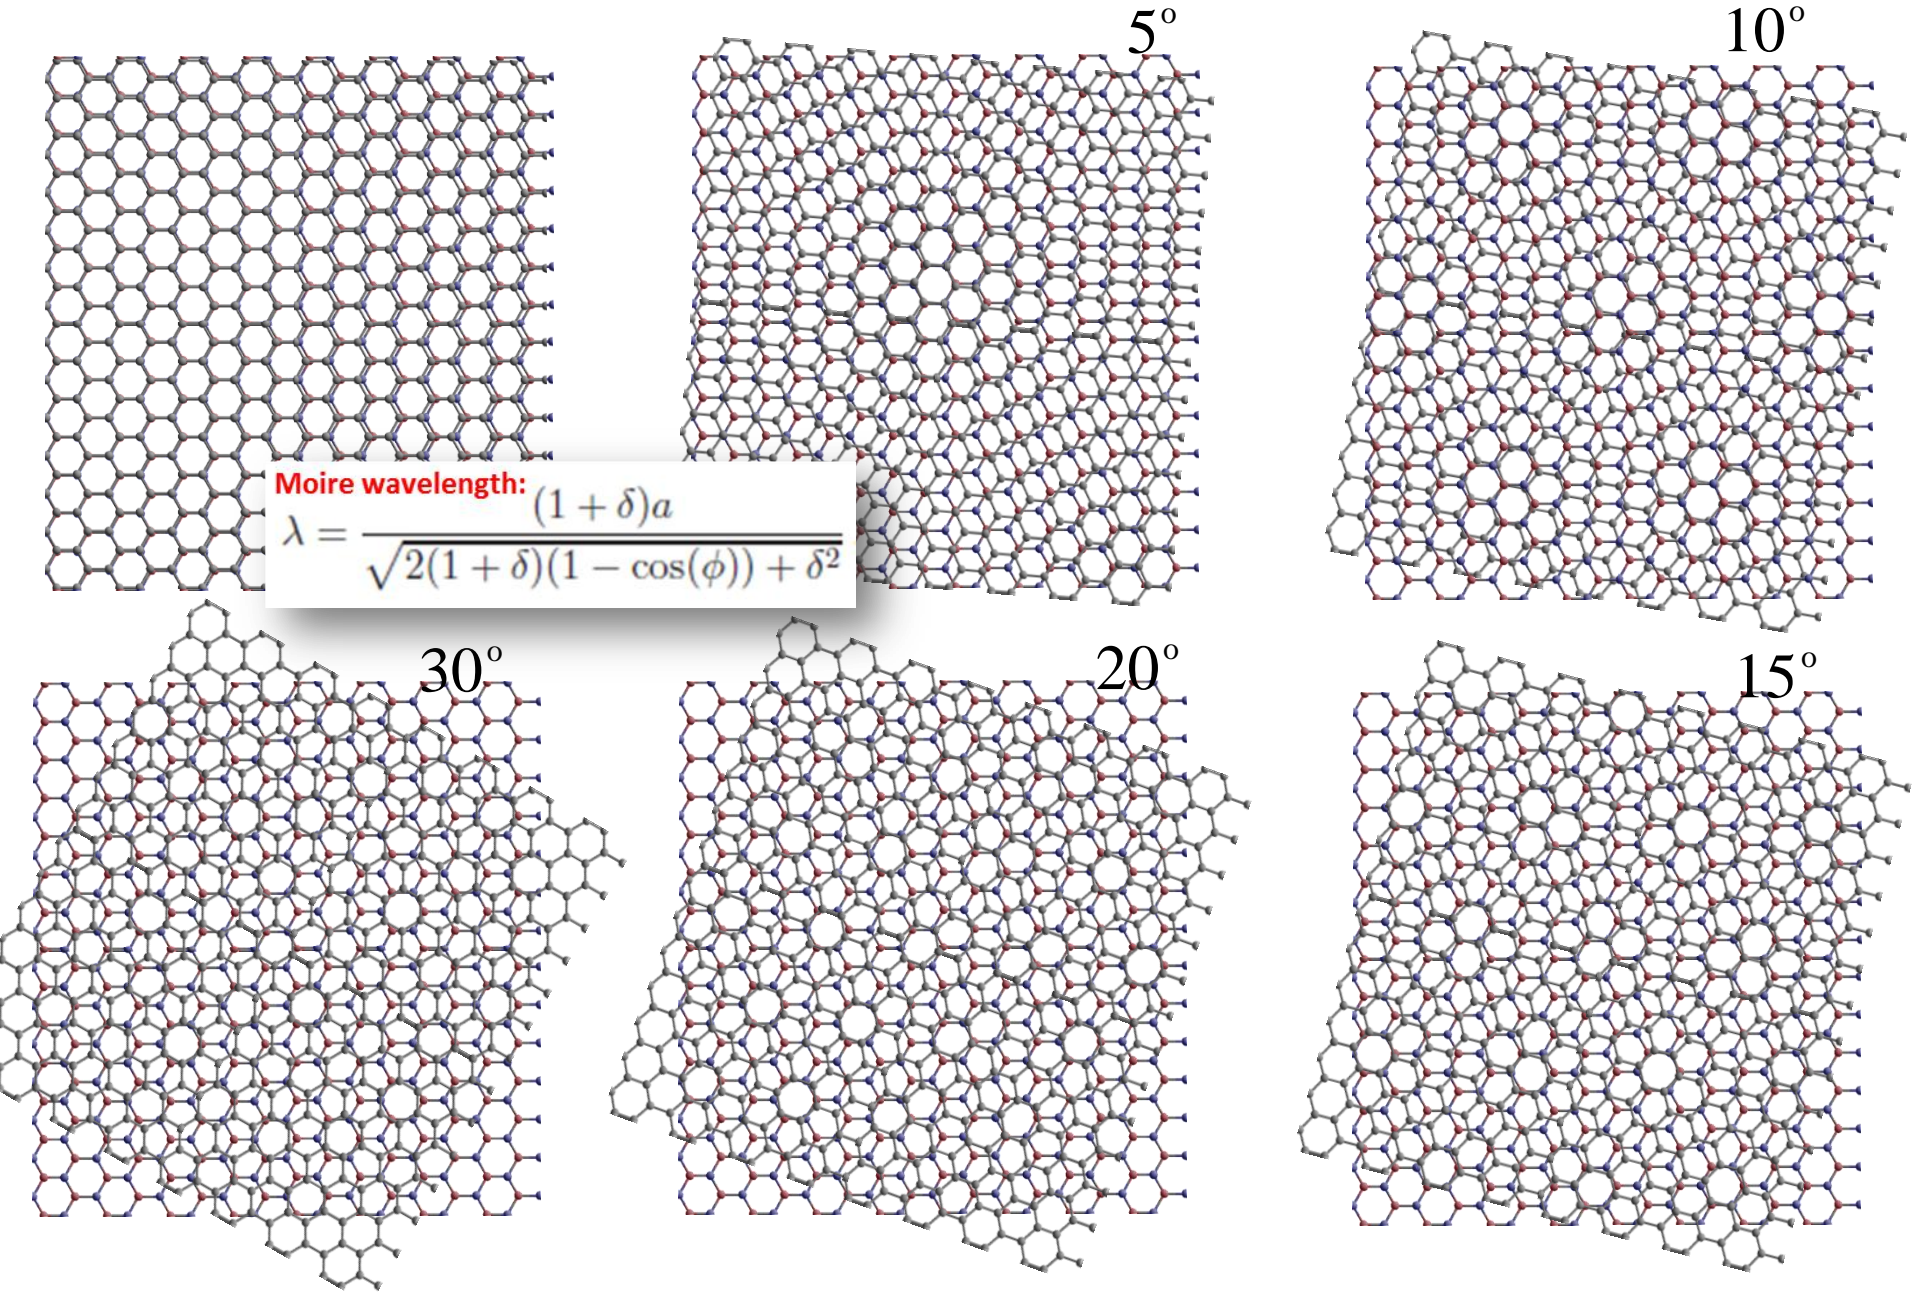 5°
10°
Moire wavelength:
λ = (1 + δ)a / √(2(1 + δ)(1 − cos(ϕ)) + δ²)
30°
20°
15°